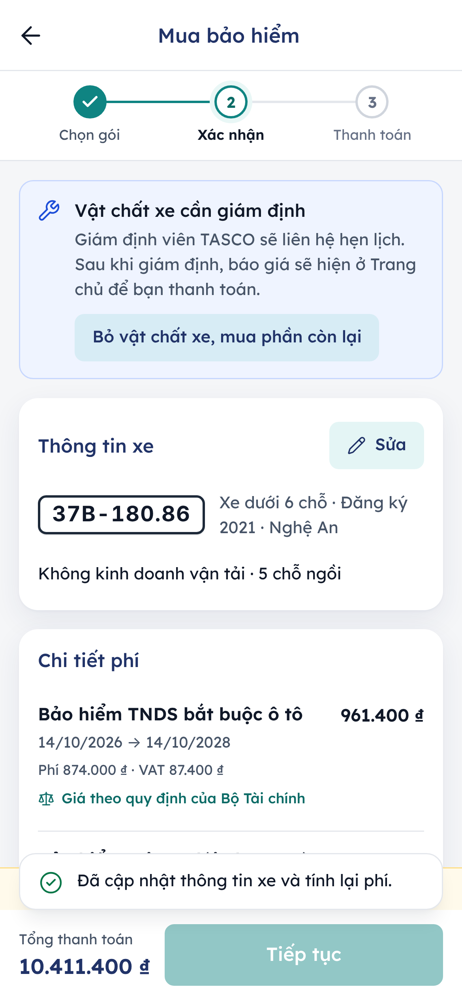 Mua bảo hiểm
2
3
Chọn gói
Xác nhận
Thanh toán
Vật chất xe cần giám định
Giám định viên TASCO sẽ liên hệ hẹn lịch.
Sau khi giám định, báo giá sẽ hiện ở Trang
chủ để bạn thanh toán.
Bỏ vật chất xe, mua phần còn lại
Thông tin xe
Sửa
37B-180.86
Xe dưới 6 chỗ · Đăng ký
2021 · Nghệ An
Không kinh doanh vận tải · 5 chỗ ngồi
Chi tiết phí
Bảo hiểm TNDS bắt buộc ô tô
961.400 ₫
14/10/2026 → 14/10/2028
Phí 874.000 ₫ · VAT 87.400 ₫
Giá theo quy định của Bộ Tài chính
Đã cập nhật thông tin xe và tính lại phí.
Tổng thanh toán
10.411.400 ₫
Tiếp tục